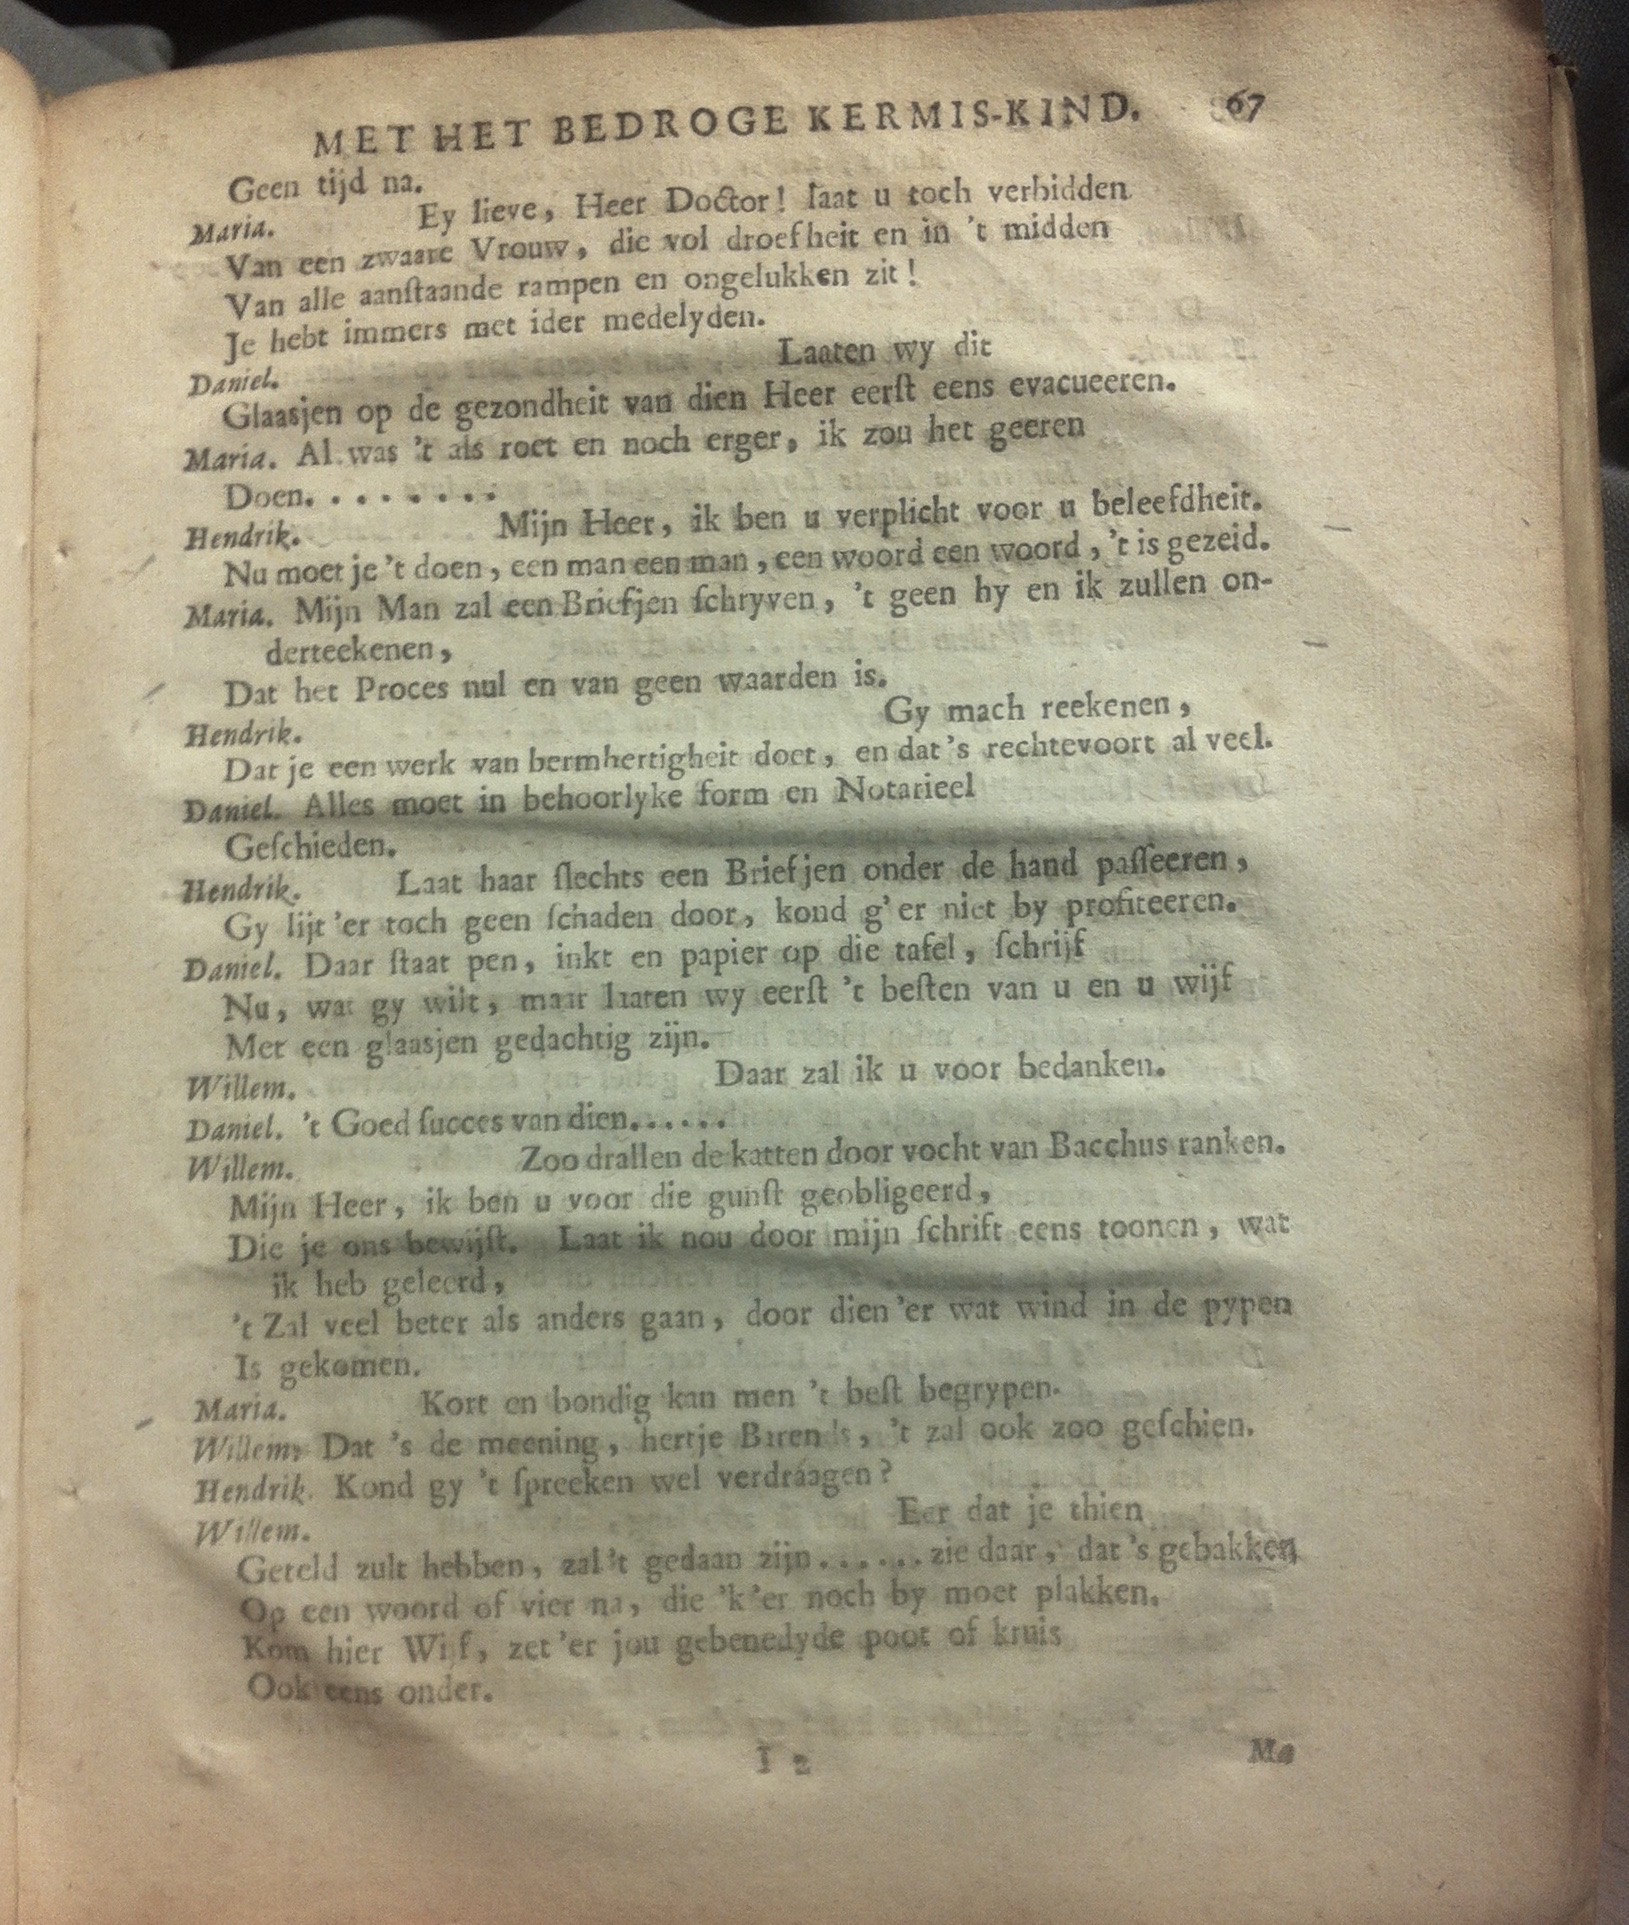 MET HET BEDROGE KERMIS-KIND. 67
Geen tijd na.
Maria. Ey lieve, Heer Doctor! laat u toch verbidden
Van een zwaare Vrouw, die vol droefheit en in 't midden
Van alle aanſtaande rampen en ongelukken zit!
Je hebt immers met ider medelyden.
Daniel. Laaten wy dit
Glaasjen op de gezondheit van dien Heer eerſt eens evacueeren.
Maria. Al was 't als roet en noch erger, ik zou het geeren
Doen. . . . . . . .
Hendrik. Mijn Heer, ik ben u verplicht voor u beleefdheit.
Nu moet je 't doen, een man een man, een woord een woord, 't is gezeid.
Maria. Mijn Man zal een Briefjen ſchryven, 't geen hy en ik zullen on-
derteekenen,
Dat het Proces nul en van geen waarden is.
Hendrik. Gy mach reekenen,
Dat je een werk van bermhertigheit doet, en dat's rechtevoort al veel.
Daniel. Alles moet in behoorlyke form en Notarieel
Geſchieden.
Hendrik. Laat haar ſlechts een Briefjen onder de hand paſſeeren,
Gy lijt 'er toch geen ſchaden door, kond g' er niet by profiteeren.
Daniel. Daar ſtaat pen, inkt en papier op die tafel, ſchrijf
Nu, wat gy wilt, maar laaten wy eerſt 't beſten van u en u wijf
Met een glaasjen gedachtig zijn.
Willem. Daar zal ik u voor bedanken.
Daniel. 't Goed ſucces van dien......
Willem. Zoo drallen de katten door vocht van Bacchus ranken.
Mijn Heer, ik ben u voor die gunſt geobligeerd,
Die je ons bewijſt. Laat ik nou door mijn ſchrift eens toonen, wat
ik heb geleerd,
't Zal veel beter als anders gaan, door dien 'er wat wind in de pypen
Is gekomen.
Maria. Kort en bondig kan men 't beſt begrypen.
Willem. Dat 's de meening, hertje Barends, 't zal ook zoo geſchien.
Hendrik. Kond gy 't ſpreeken wel verdraagen?
Willem. Eer dat je thien
Geteld zult hebben, zal 't gedaan zijn......zie daar, dat 's gebakken
Op een woord of vier na, die 'k 'er noch by moet plakken.
Kom hier Wijf, zet 'er jou gebenedyde poot of kruis
Ook eens onder.
I 2 Ma